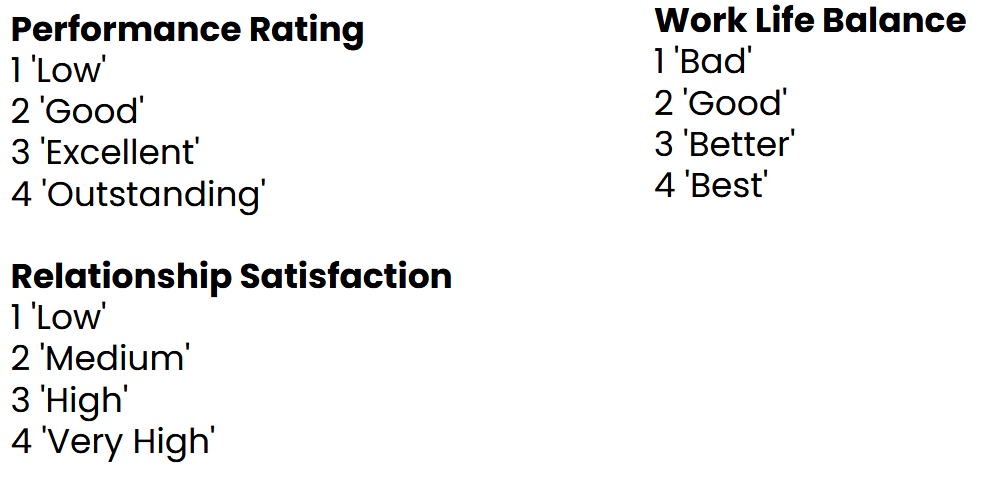 Performance Rating
1 'Low'
2 'Good'
3 'Excellent'
4 'Outstanding'
Relationship Satisfaction
1 'Low'
2 'Medium'
3 'High'
4 'Very High'
Work Life Balance
1 'Bad'
2 'Good'
3 'Better'
4 'Best'